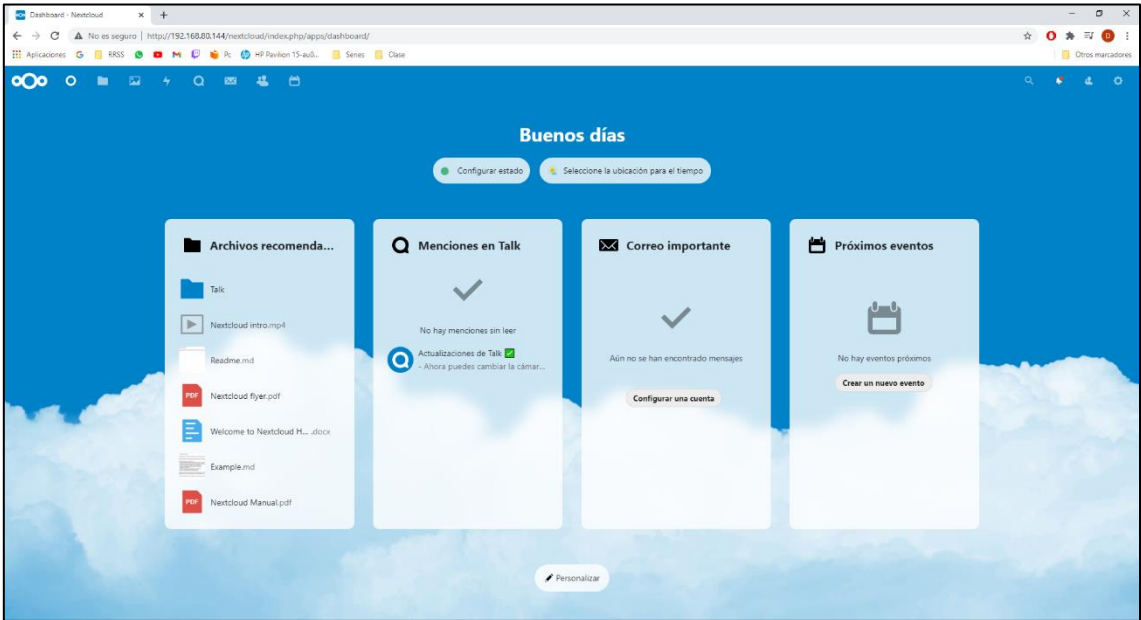 Dashboard - Nextcloud
No es seguro | http://192.168.80.144/nextcloud/index.php/apps/dashboard/
Aplicaciones RRSS Pc HP Pavilion 15-au0... Series Clase Otros marcadores
Buenos días
Configurar estado Seleccione la ubicación para el tiempo
Archivos recomenda...
Talk
Nextcloud intro.mp4
Readme.md
PDF Nextcloud flyer.pdf
Welcome to Nextcloud H... .docx
Example.md
PDF Nextcloud Manual.pdf
Menciones en Talk
No hay menciones sin leer
Actualizaciones de Talk ✅
- Ahora puedes cambiar la cámar...
Correo importante
Aún no se han encontrado mensajes
Configurar una cuenta
Próximos eventos
No hay eventos próximos
Crear un nuevo evento
Personalizar